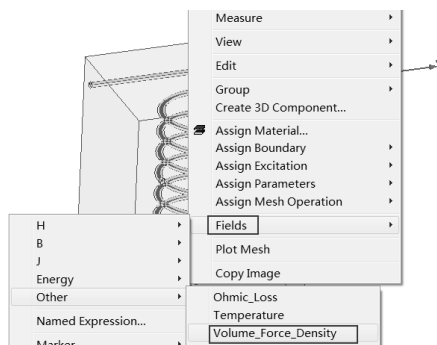 Measure
View
Edit
Group
Create 3D Component...
Assign Material...
Assign Boundary
Assign Excitation
Assign Parameters
Assign Mesh Operation
Fields
Plot Mesh
Copy Image
H
B
J
Energy
Other
Named Expression...
Marker
Ohmic_Loss
Temperature
Volume_Force_Density